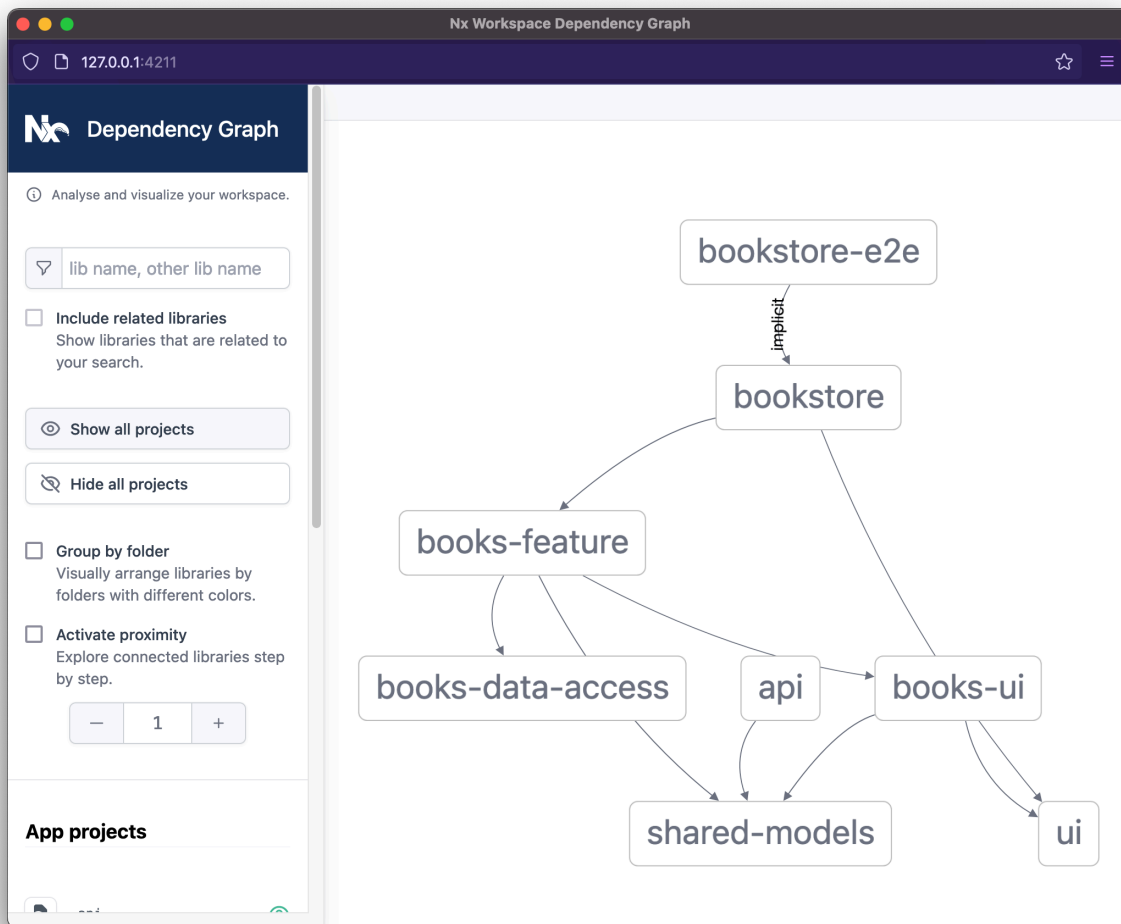 Nx Workspace Dependency Graph
127.0.0.1:4211
Nx Dependency Graph
Analyse and visualize your workspace.
lib name, other lib name
Include related libraries
Show libraries that are related to
your search.
Show all projects
Hide all projects
Group by folder
Visually arrange libraries by
folders with different colors.
Activate proximity
Explore connected libraries step
by step.
1
App projects
bookstore-e2e
implicit
bookstore
books-feature
books-data-access
api
books-ui
shared-models
ui